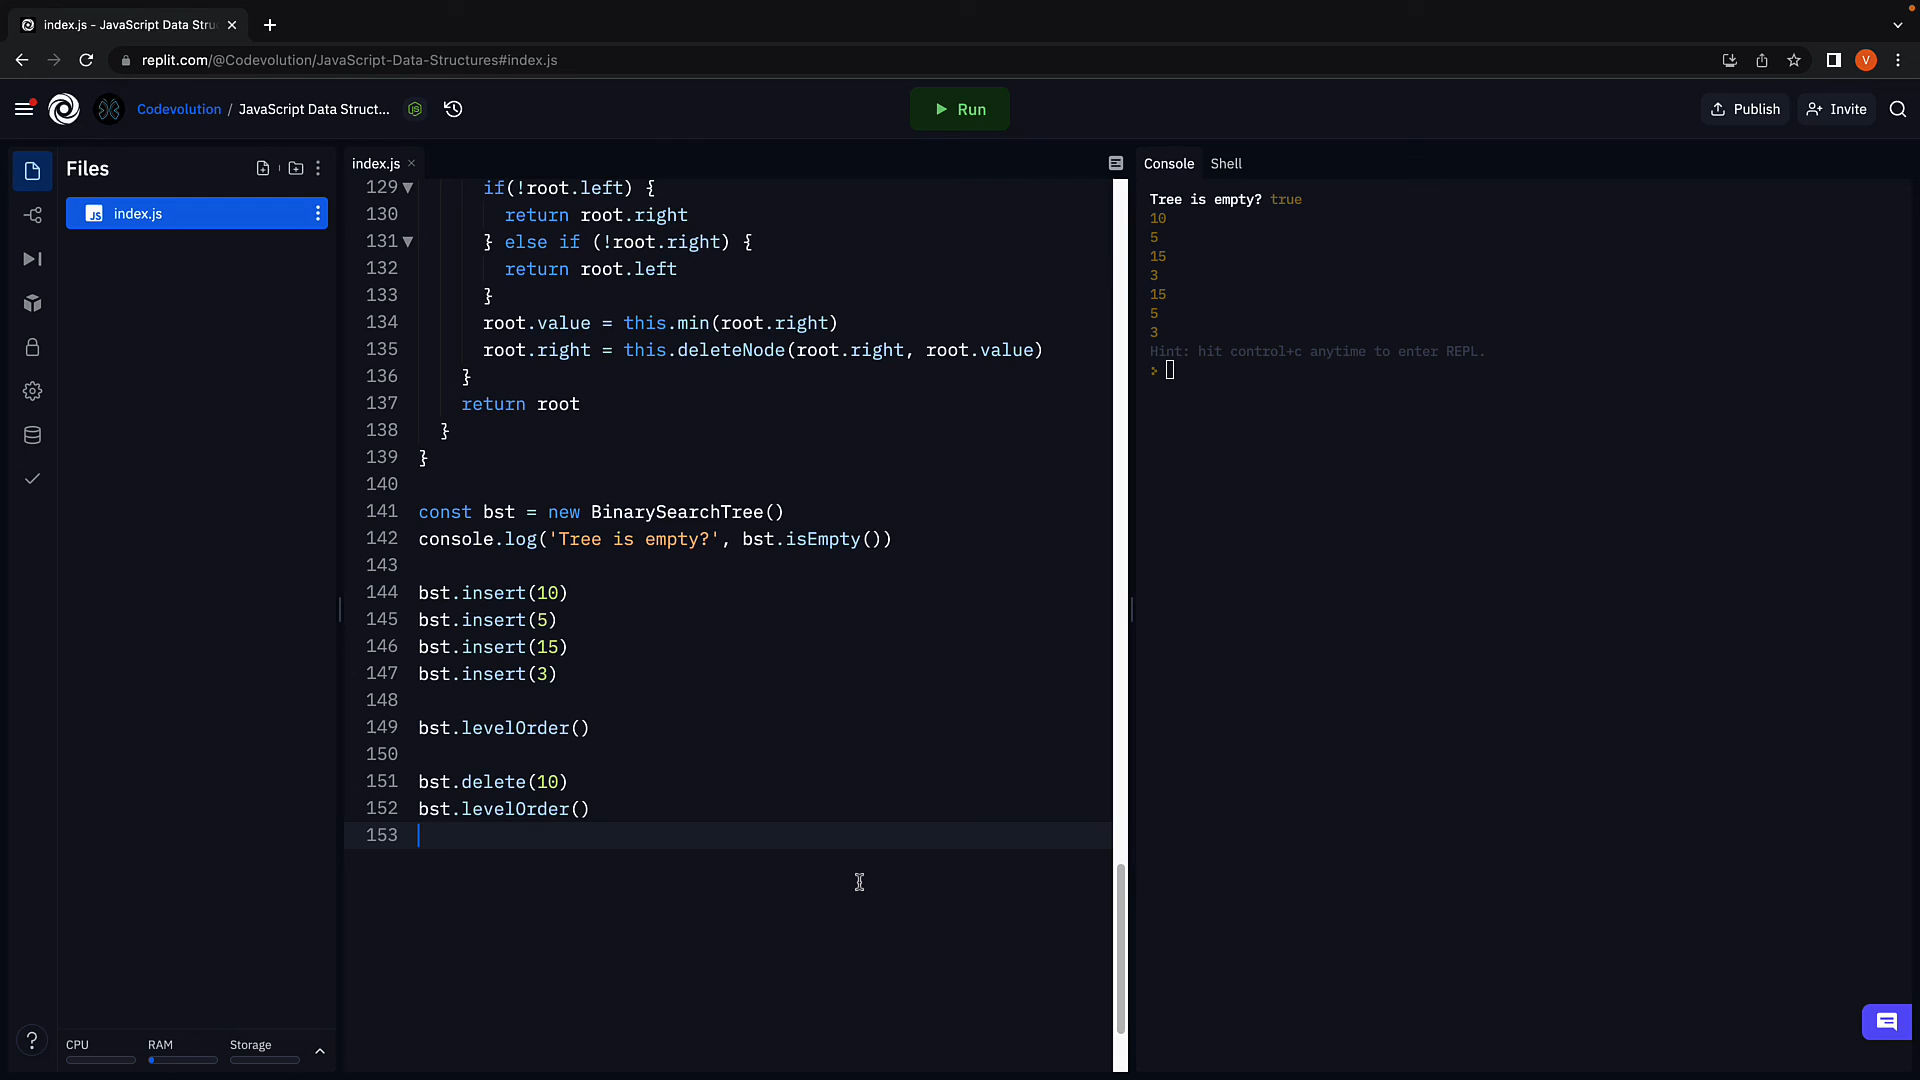 index.js - JavaScript Data Stru
replit.com/@Codevolution/JavaScript-Data-Structures#index.js
V
Codevolution / JavaScript Data Struct...
Run
Publish
Invite
Files
JS index.js
index.js
129 if(!root.left) {
130 return root.right
131 } else if (!root.right) {
132 return root.left
133 }
134 root.value = this.min(root.right)
135 root.right = this.deleteNode(root.right, root.value)
136 }
137 return root
138 }
139 }
140
141 const bst = new BinarySearchTree()
142 console.log('Tree is empty?', bst.isEmpty())
143
144 bst.insert(10)
145 bst.insert(5)
146 bst.insert(15)
147 bst.insert(3)
148
149 bst.levelOrder()
150
151 bst.delete(10)
152 bst.levelOrder()
153
Console Shell
Tree is empty? true
10
5
15
3
15
5
3
Hint: hit control+c anytime to enter REPL.
?
CPU RAM Storage